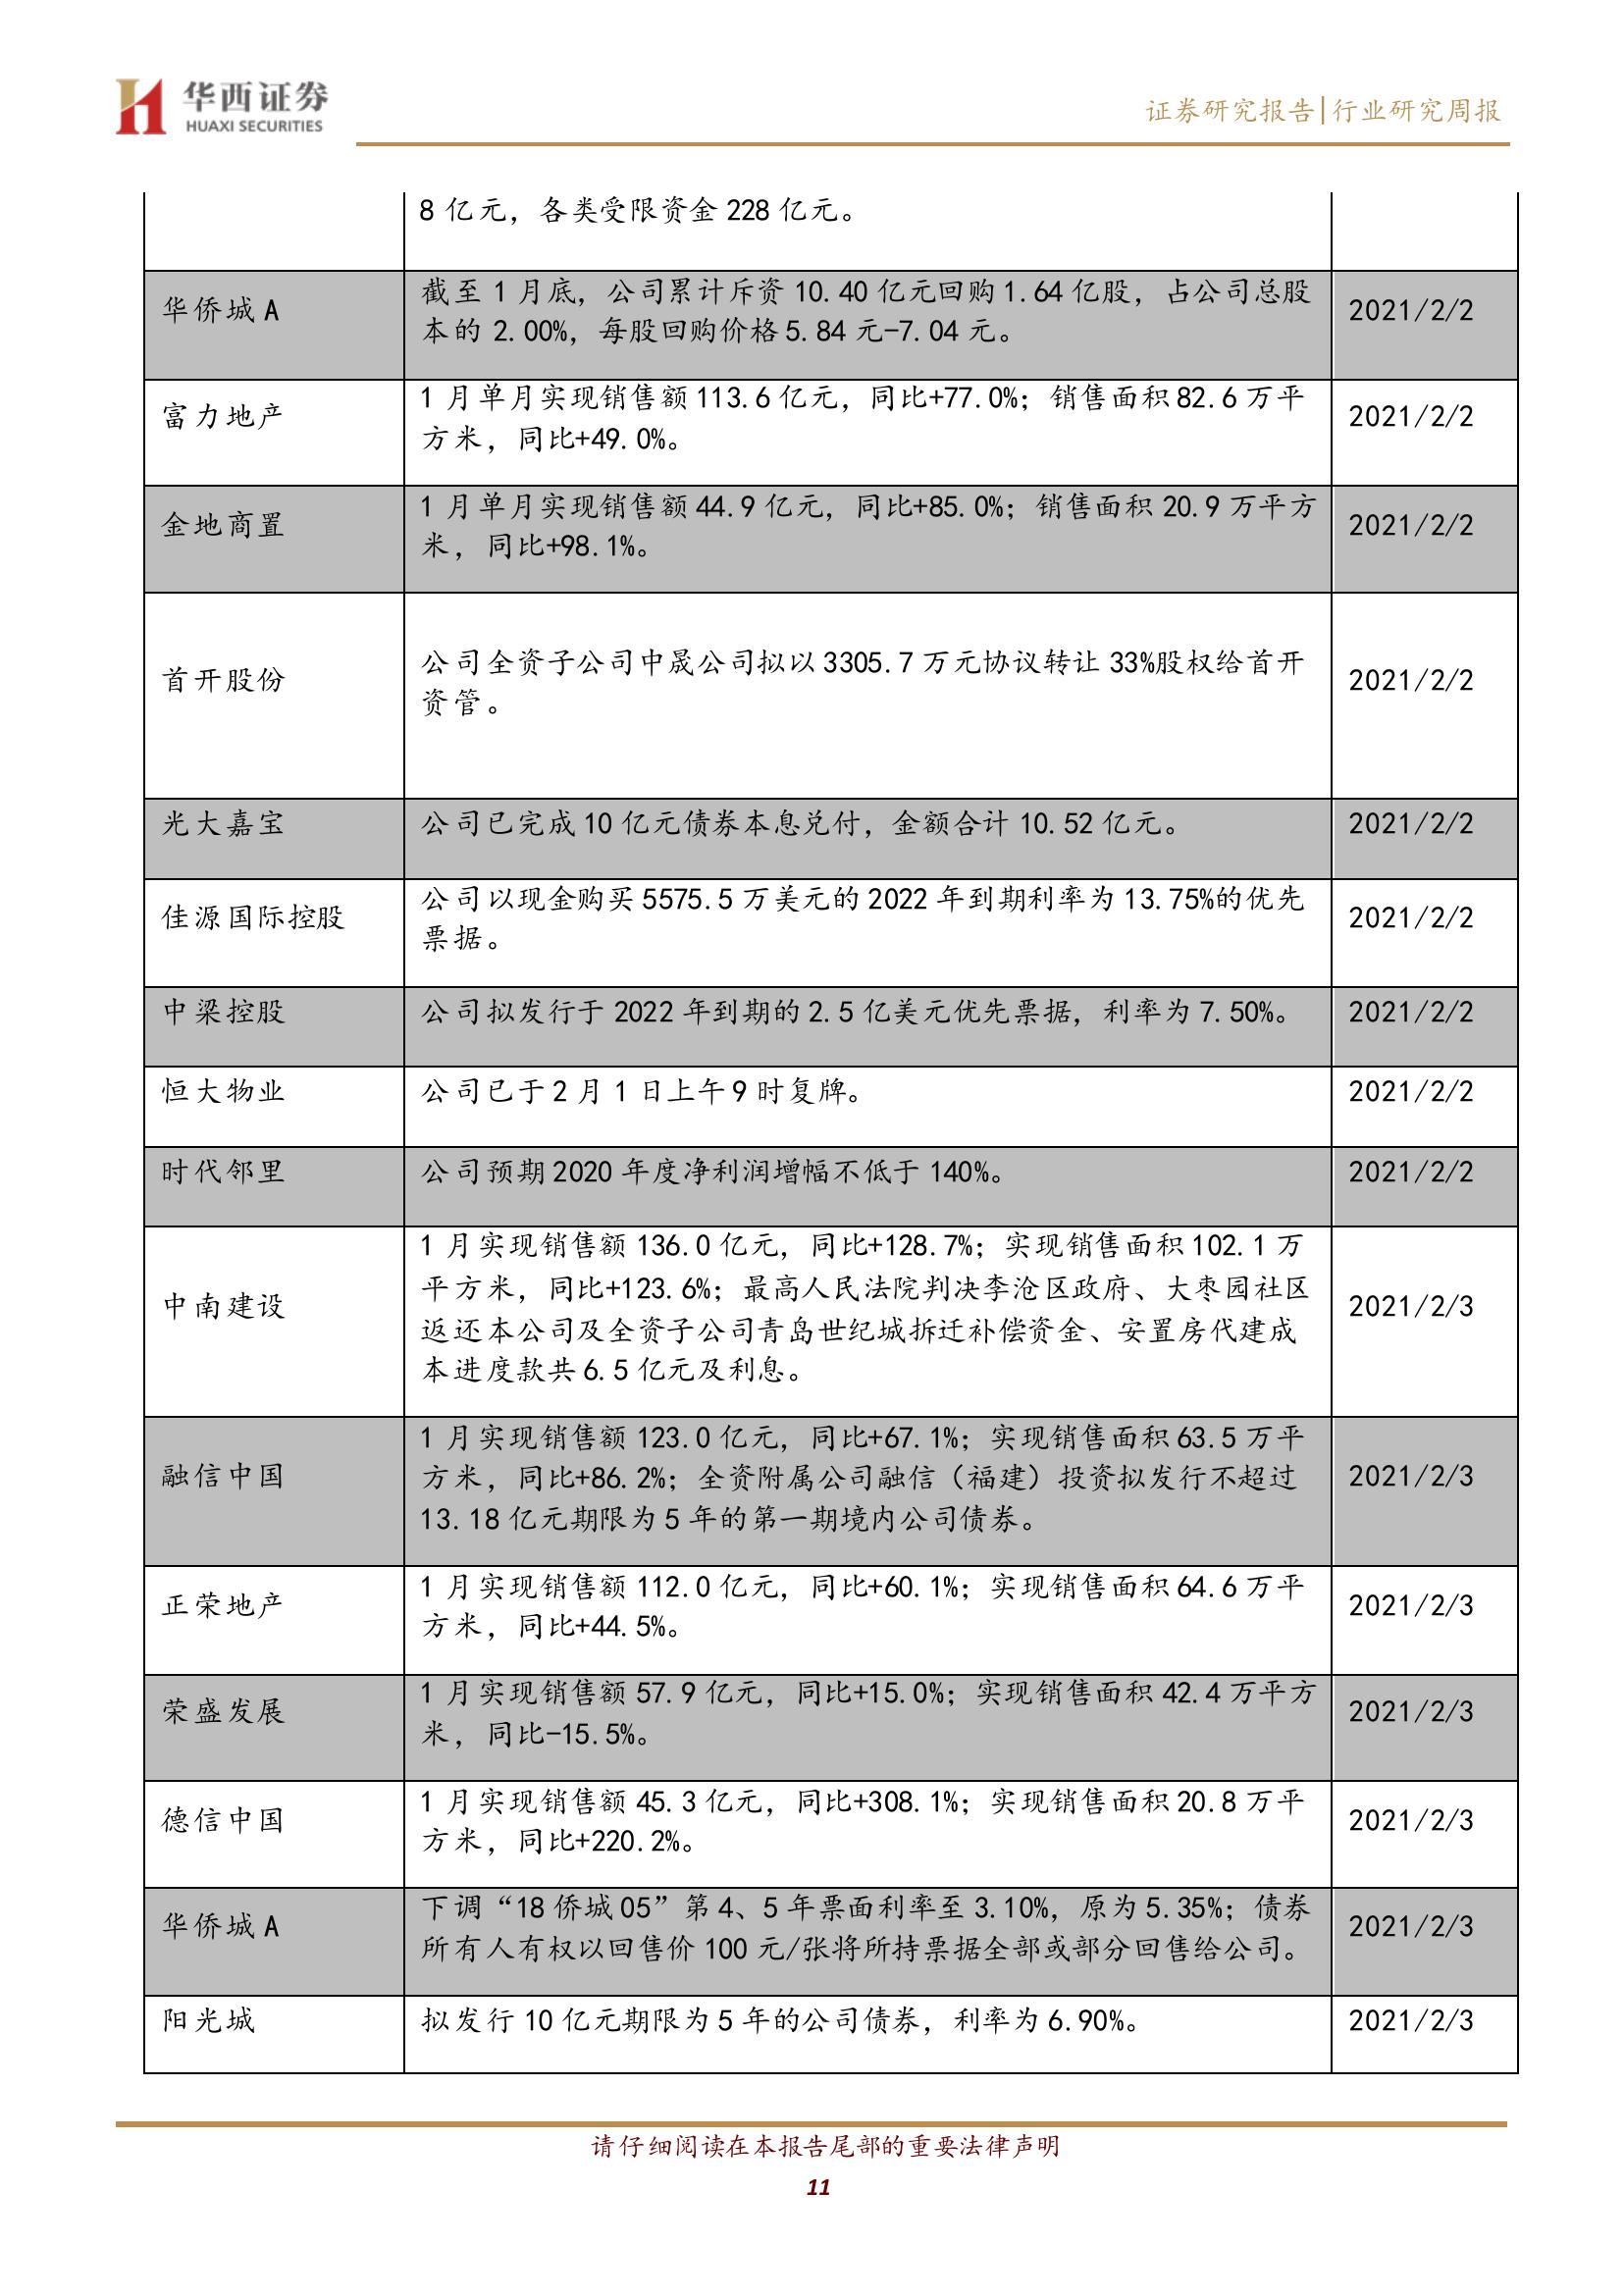 华西证券
HUAXI SECURITIES
证券研究报告|行业研究周报
8 亿元，各类受限资金 228 亿元。
华侨城 A
截至 1 月底，公司累计斥资 10.40 亿元回购 1.64 亿股，占公司总股
本的 2.00%，每股回购价格 5.84 元-7.04 元。
2021/2/2
富力地产
1 月单月实现销售额 113.6 亿元，同比+77.0%；销售面积 82.6 万平
方米，同比+49.0%。
2021/2/2
金地商置
1 月单月实现销售额 44.9 亿元，同比+85.0%；销售面积 20.9 万平方
米，同比+98.1%。
2021/2/2
首开股份
公司全资子公司中晟公司拟以 3305.7 万元协议转让 33%股权给首开
资管。
2021/2/2
光大嘉宝
公司已完成 10 亿元债券本息兑付，金额合计 10.52 亿元。
2021/2/2
佳源国际控股
公司以现金购买 5575.5 万美元的 2022 年到期利率为 13.75%的优先
票据。
2021/2/2
中梁控股
公司拟发行于 2022 年到期的 2.5 亿美元优先票据，利率为 7.50%。
2021/2/2
恒大物业
公司已于 2 月 1 日上午 9 时复牌。
2021/2/2
时代邻里
公司预期 2020 年度净利润增幅不低于 140%。
2021/2/2
中南建设
1 月实现销售额 136.0 亿元，同比+128.7%；实现销售面积 102.1 万
平方米，同比+123.6%；最高人民法院判决李沧区政府、大枣园社区
返还本公司及全资子公司青岛世纪城拆迁补偿资金、安置房代建成
本进度款共 6.5 亿元及利息。
2021/2/3
融信中国
1 月实现销售额 123.0 亿元，同比+67.1%；实现销售面积 63.5 万平
方米，同比+86.2%；全资附属公司融信（福建）投资拟发行不超过
13.18 亿元期限为 5 年的第一期境内公司债券。
2021/2/3
正荣地产
1 月实现销售额 112.0 亿元，同比+60.1%；实现销售面积 64.6 万平
方米，同比+44.5%。
2021/2/3
荣盛发展
1 月实现销售额 57.9 亿元，同比+15.0%；实现销售面积 42.4 万平方
米，同比-15.5%。
2021/2/3
德信中国
1 月实现销售额 45.3 亿元，同比+308.1%；实现销售面积 20.8 万平
方米，同比+220.2%。
2021/2/3
华侨城 A
下调“18 侨城 05”第 4、5 年票面利率至 3.10%，原为 5.35%；债券
所有人有权以回售价 100 元/张将所持票据全部或部分回售给公司。
2021/2/3
阳光城
拟发行 10 亿元期限为 5 年的公司债券，利率为 6.90%。
2021/2/3
请仔细阅读在本报告尾部的重要法律声明
11